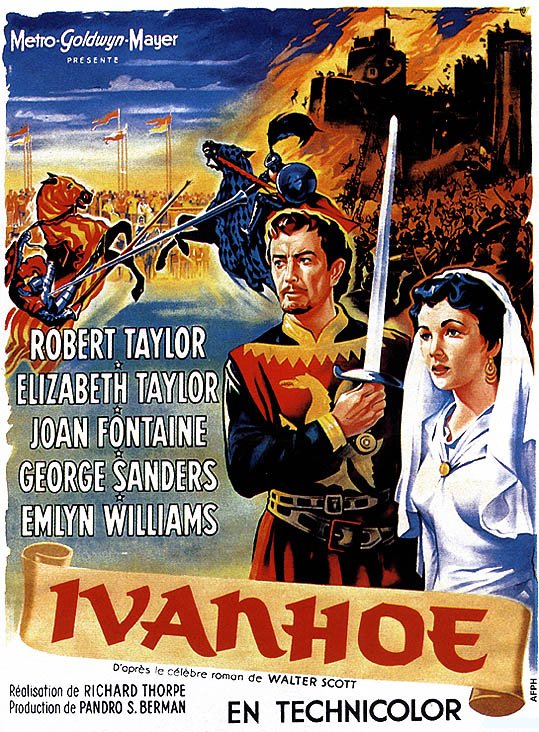 Metro-Goldwyn-Mayer
PRÉSENTE
ROBERT TAYLOR
ELIZABETH TAYLOR
JOAN FONTAINE
GEORGE SANDERS
EMLYN WILLIAMS
IVANHOE
D'après le célèbre roman de WALTER SCOTT
Réalisation de RICHARD THORPE
Production de PANDRO S. BERMAN
EN TECHNICOLOR
AFPH